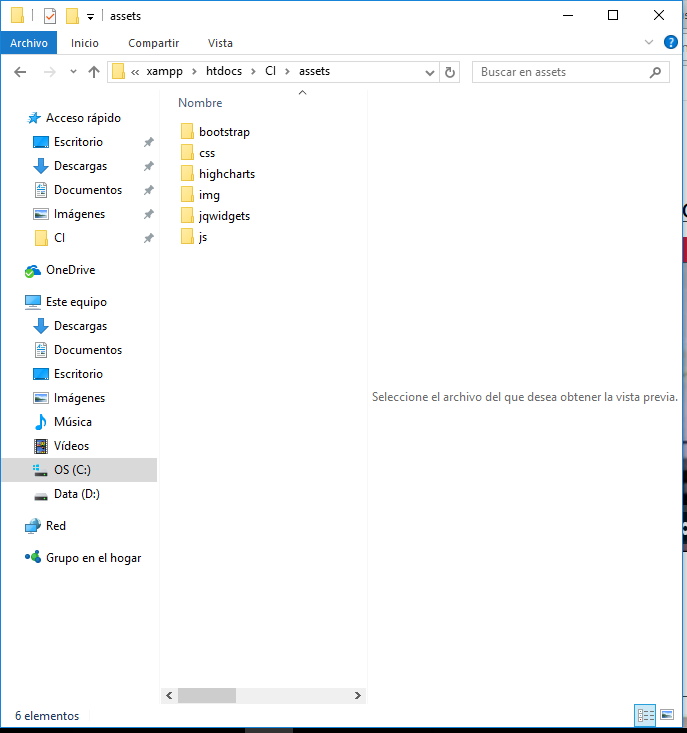 assets
Archivo Inicio Compartir Vista
« xampp > htdocs > CI > assets
Buscar en assets
Nombre
Acceso rápido
Escritorio
Descargas
Documentos
Imágenes
CI
OneDrive
Este equipo
Descargas
Documentos
Escritorio
Imágenes
Música
Vídeos
OS (C:)
Data (D:)
Red
Grupo en el hogar
bootstrap
css
highcharts
img
jqwidgets
js
Seleccione el archivo del que desea obtener la vista previa.
6 elementos